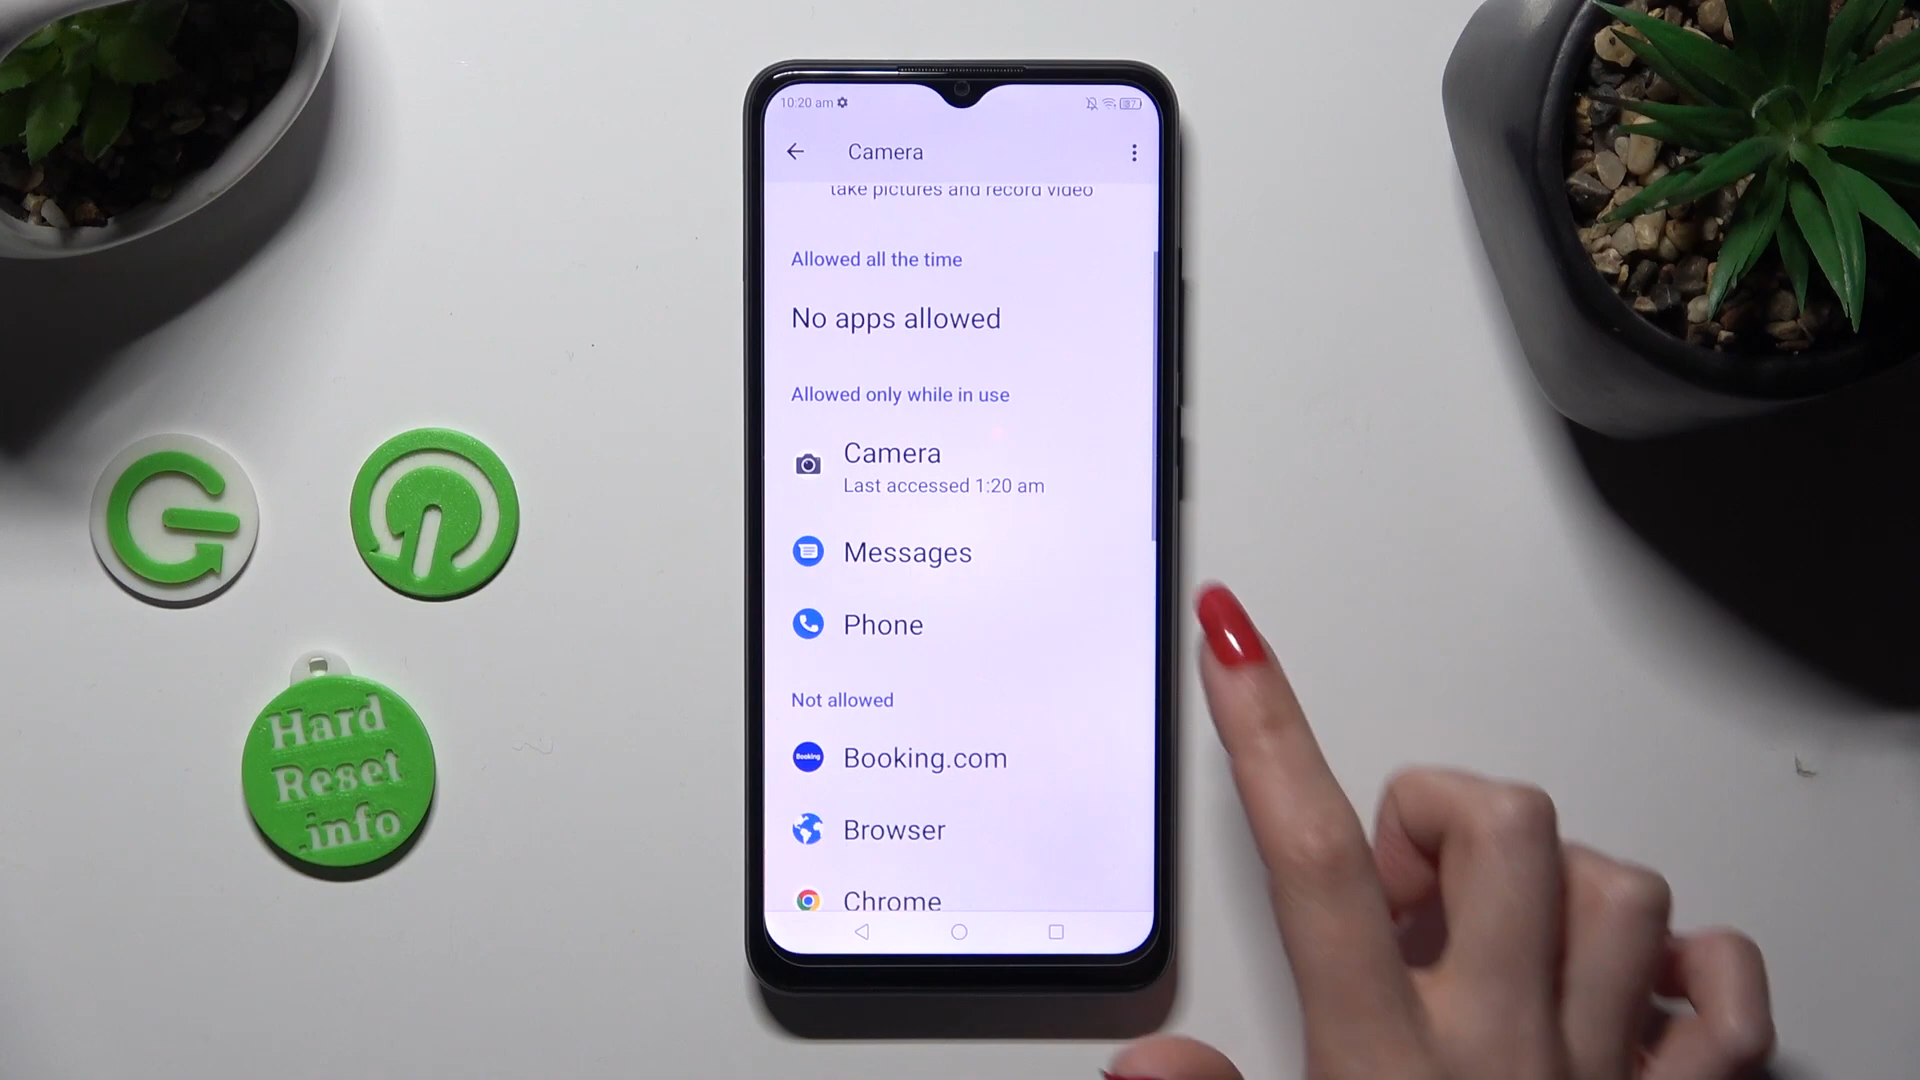 10:20 am
87
Camera
take pictures and record video
Allowed all the time
No apps allowed
Allowed only while in use
Camera
Last accessed 1:20 am
Messages
Phone
Not allowed
Booking
Booking.com
Browser
Chrome
Hard
Reset
.info